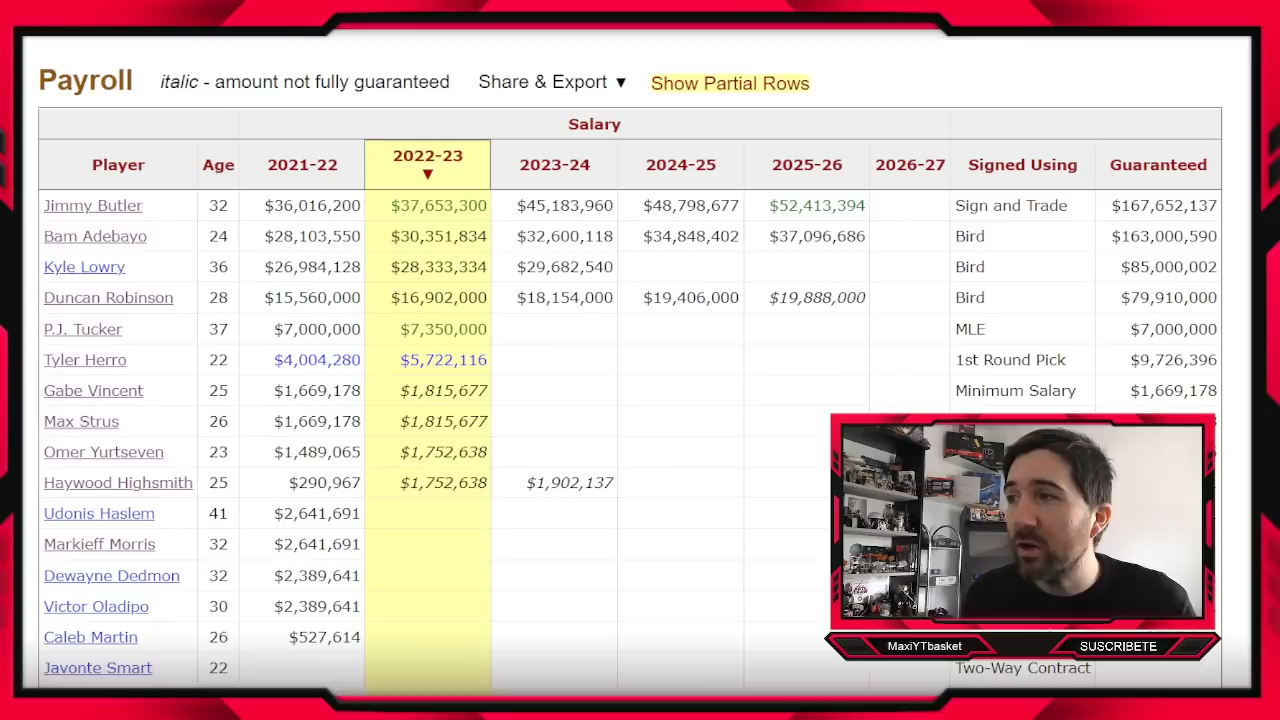 Payroll italic - amount not fully guaranteed Share & Export ▼ Show Partial Rows
Salary
Player Age 2021-22 2022-23 ▼ 2023-24 2024-25 2025-26 2026-27 Signed Using Guaranteed
Jimmy Butler 32 $36,016,200 $37,653,300 $45,183,960 $48,798,677 $52,413,394 Sign and Trade $167,652,137
Bam Adebayo 24 $28,103,550 $30,351,834 $32,600,118 $34,848,402 $37,096,686 Bird $163,000,590
Kyle Lowry 36 $26,984,128 $28,333,334 $29,682,540 Bird $85,000,002
Duncan Robinson 28 $15,560,000 $16,902,000 $18,154,000 $19,406,000 $19,888,000 Bird $79,910,000
P.J. Tucker 37 $7,000,000 $7,350,000 MLE $7,000,000
Tyler Herro 22 $4,004,280 $5,722,116 1st Round Pick $9,726,396
Gabe Vincent 25 $1,669,178 $1,815,677 Minimum Salary $1,669,178
Max Strus 26 $1,669,178 $1,815,677
Omer Yurtseven 23 $1,489,065 $1,752,638
Haywood Highsmith 25 $290,967 $1,752,638 $1,902,137
Udonis Haslem 41 $2,641,691
Markieff Morris 32 $2,641,691
Dewayne Dedmon 32 $2,389,641
Victor Oladipo 30 $2,389,641
Caleb Martin 26 $527,614
MaxiYTbasket SUSCRIBETE
Javonte Smart 22 Two-Way Contract